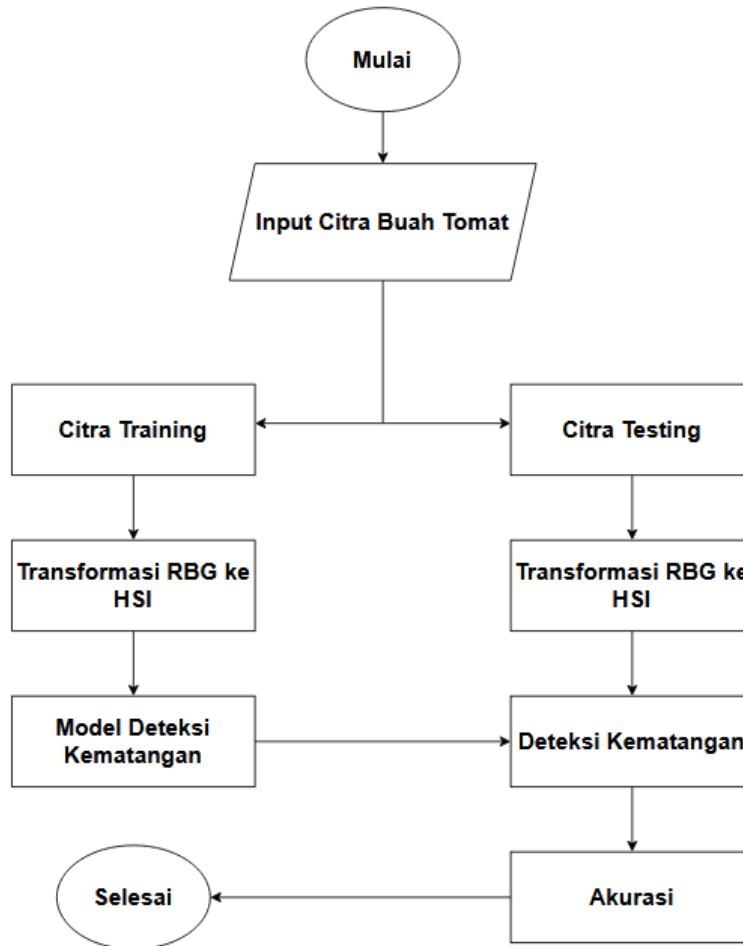 Mulai
Input Citra Buah Tomat
Citra Training
Citra Testing
Transformasi RBG ke
HSI
Transformasi RBG ke
HSI
Model Deteksi
Kematangan
Deteksi Kematangan
Selesai
Akurasi